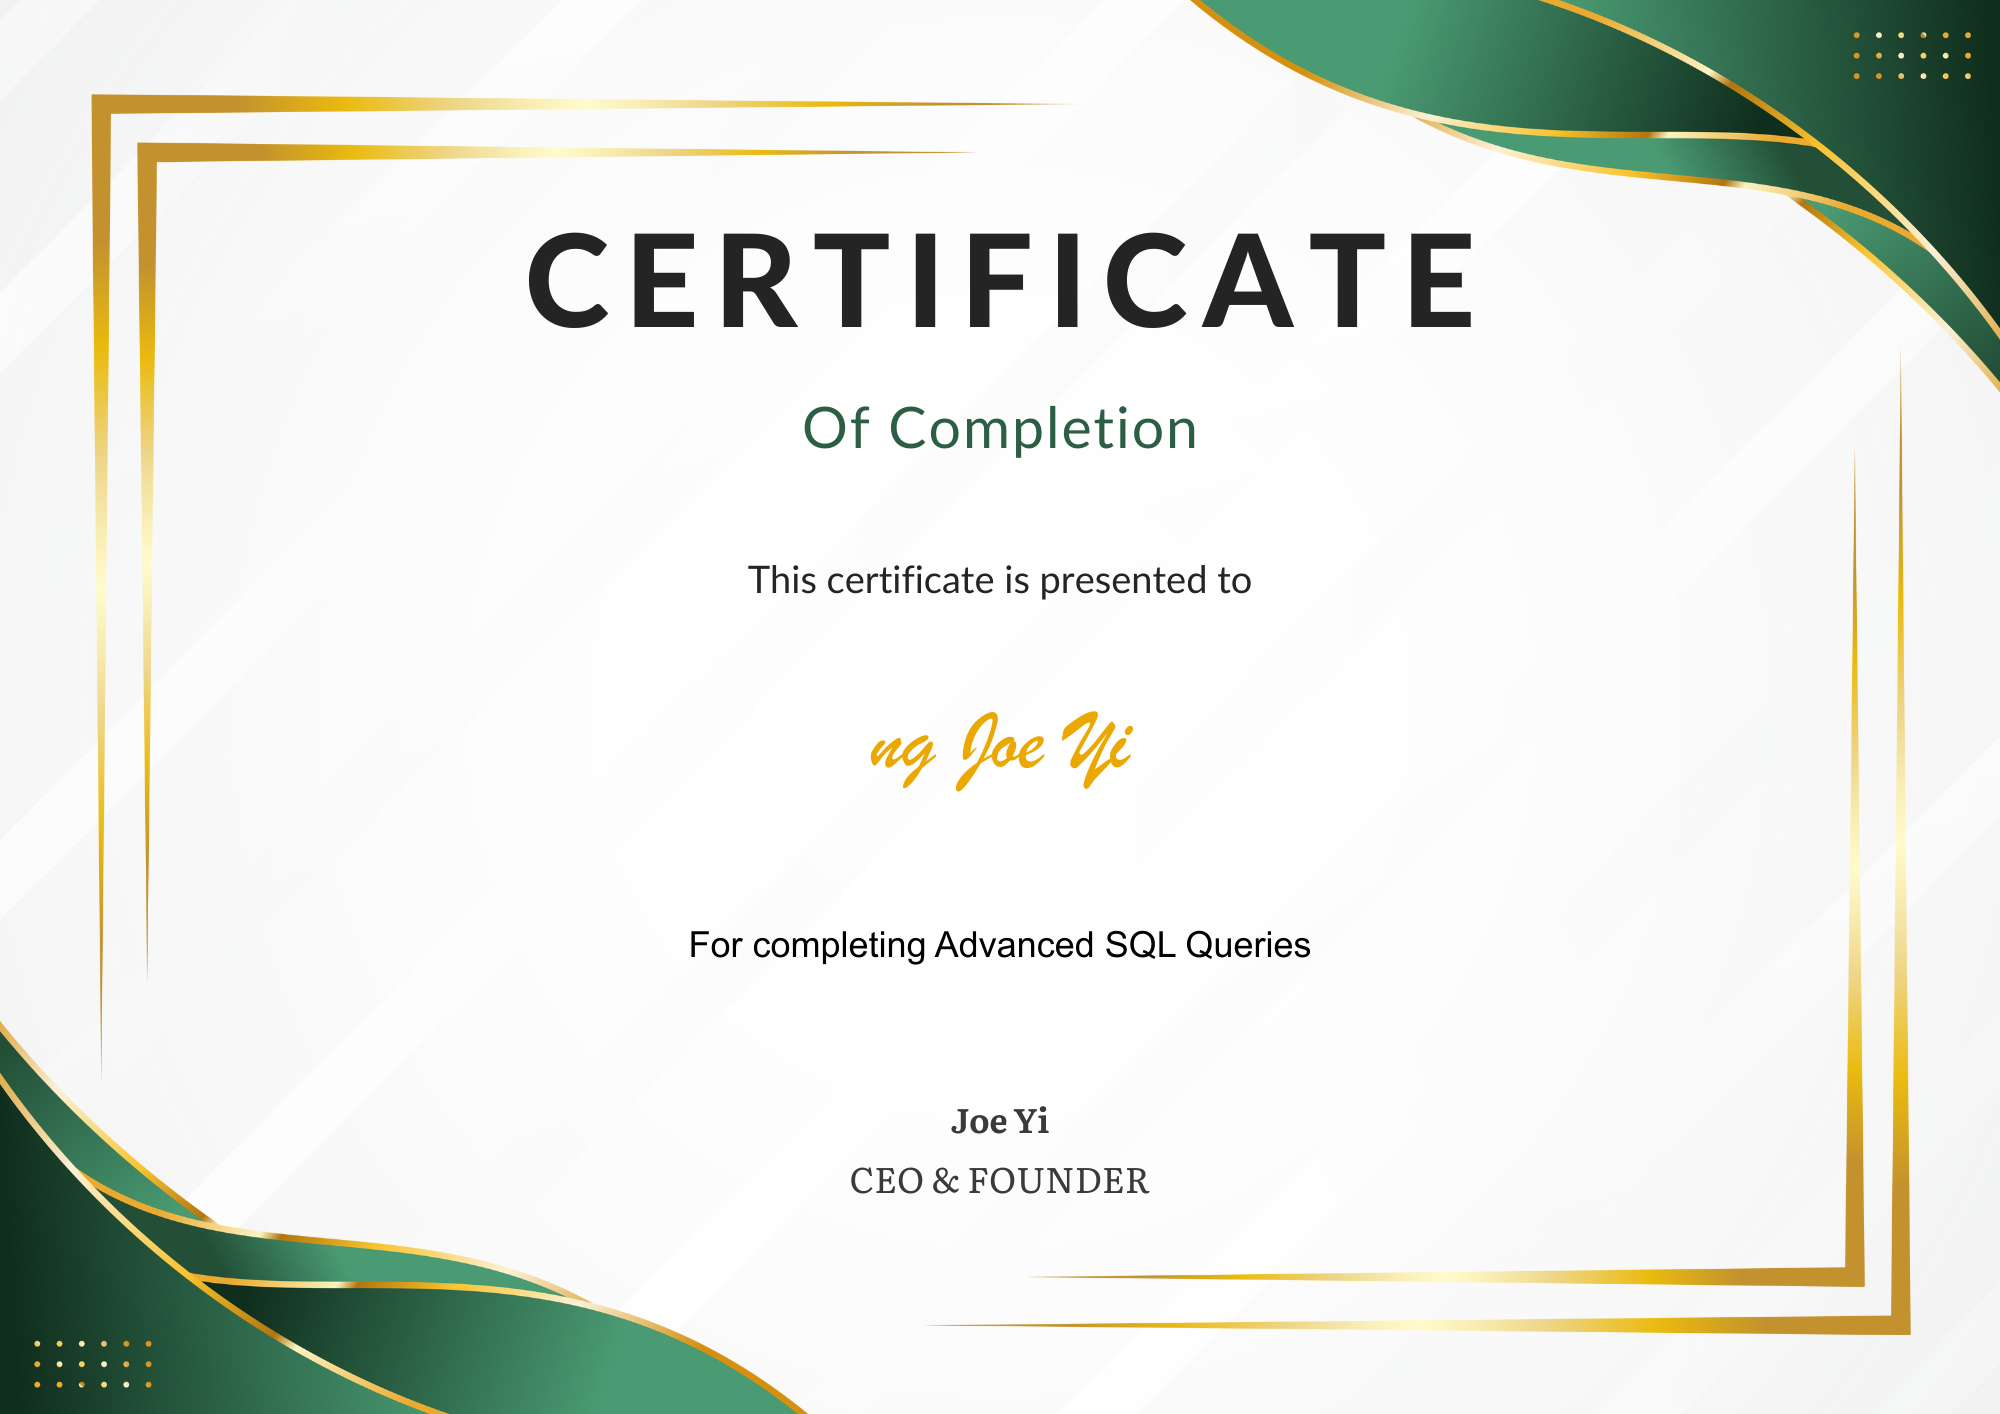 CERTIFICATE
Of Completion
This certificate is presented to
ng Joe Yi
For completing Advanced SQL Queries
Joe Yi
CEO & FOUNDER